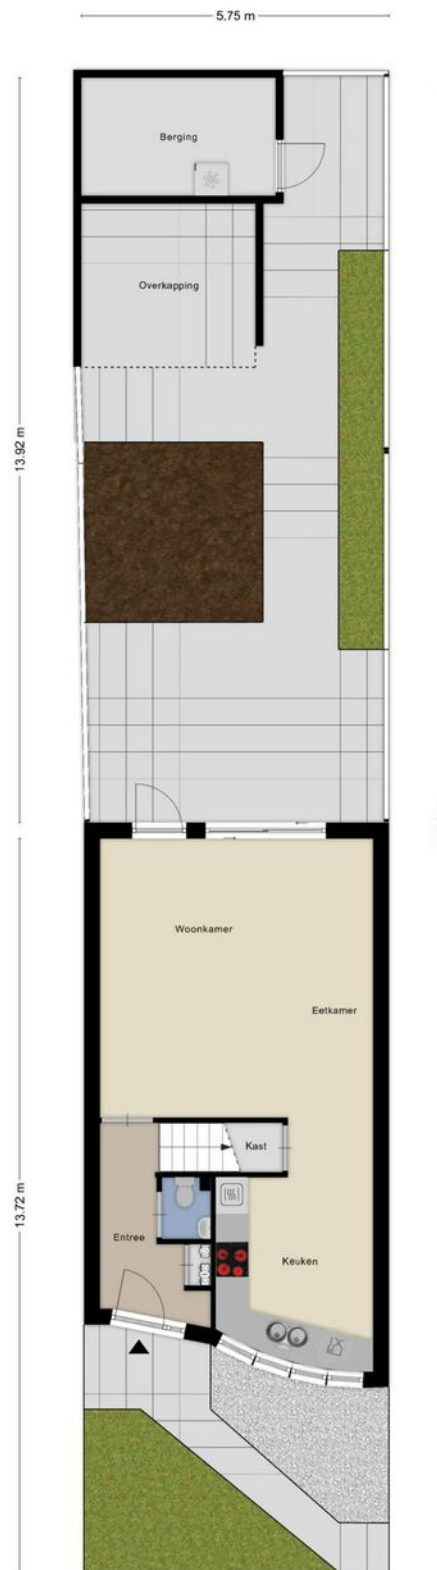 5.75 m
Berging
Overkapping
13.92 m
Woonkamer
Eetkamer
Kast
13.72 m
Entree
Keuken